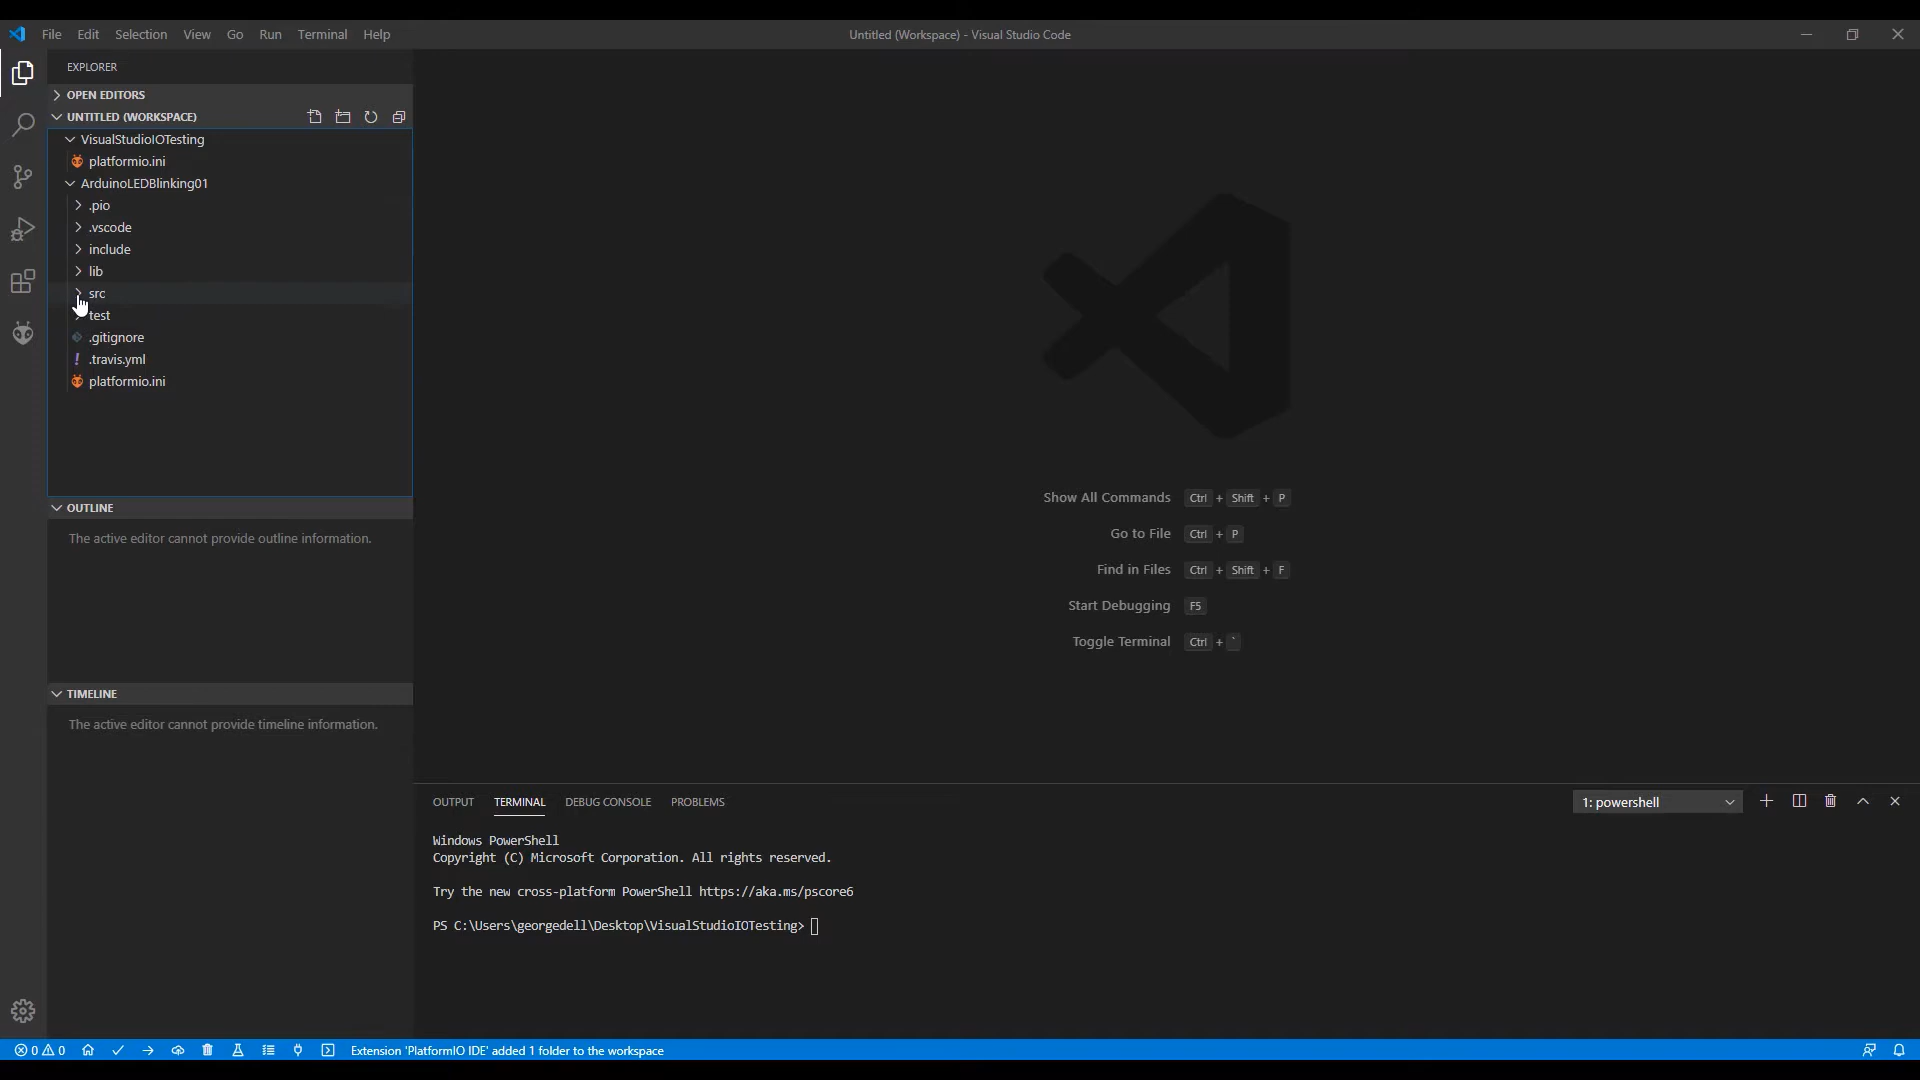 File Edit Selection View Go Run Terminal Help
Untitled (Workspace) - Visual Studio Code
EXPLORER
OPEN EDITORS
UNTITLED (WORKSPACE)
VisualStudioIOTesting
platformio.ini
ArduinoLEDBlinking01
.pio
.vscode
include
lib
src
test
.gitignore
.travis.yml
platformio.ini
OUTLINE
The active editor cannot provide outline information.
TIMELINE
The active editor cannot provide timeline information.
Show All Commands Ctrl + Shift + P
Go to File Ctrl + P
Find in Files Ctrl + Shift + F
Start Debugging F5
Toggle Terminal Ctrl + `
OUTPUT TERMINAL DEBUG CONSOLE PROBLEMS
1: powershell
Windows PowerShell
Copyright (C) Microsoft Corporation. All rights reserved.
Try the new cross-platform PowerShell https://aka.ms/pscore6
PS C:\Users\georgedell\Desktop\VisualStudioIOTesting>
0 0 Extension 'PlatformIO IDE' added 1 folder to the workspace